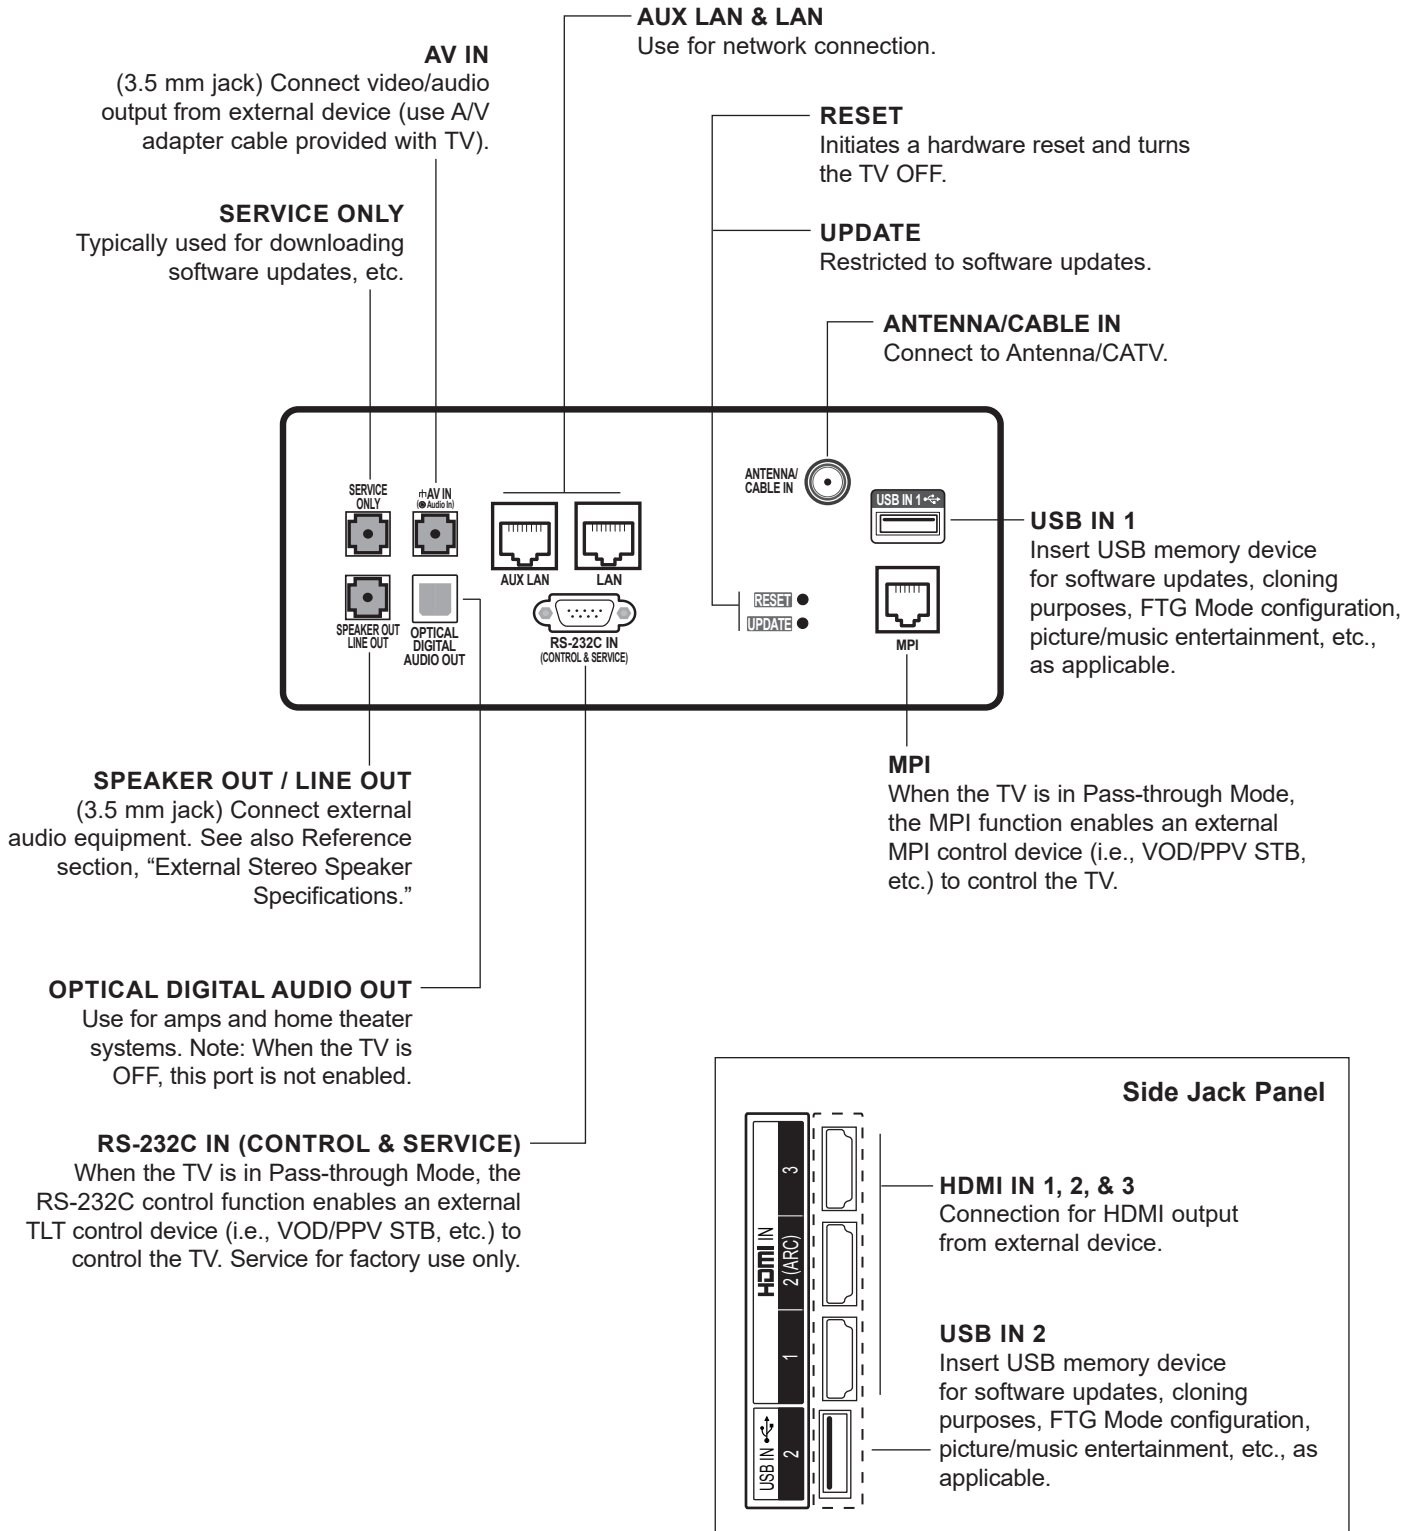 AUX LAN & LAN
Use for network connection.
AV IN
(3.5 mm jack) Connect video/audio
output from external device (use A/V
adapter cable provided with TV).
RESET
Initiates a hardware reset and turns
the TV OFF.
SERVICE ONLY
Typically used for downloading
software updates, etc.
UPDATE
Restricted to software updates.
ANTENNA/CABLE IN
Connect to Antenna/CATV.
SERVICE
ONLY
AV IN
(Audio In)
AUX LAN
LAN
ANTENNA/
CABLE IN
USB IN 1
SPEAKER OUT
LINE OUT
OPTICAL
DIGITAL
AUDIO OUT
RS-232C IN
(CONTROL & SERVICE)
RESET
UPDATE
MPI
USB IN 1
Insert USB memory device
for software updates, cloning
purposes, FTG Mode configuration,
picture/music entertainment, etc.,
as applicable.
SPEAKER OUT / LINE OUT
(3.5 mm jack) Connect external
audio equipment. See also Reference
section, “External Stereo Speaker
Specifications.”
MPI
When the TV is in Pass-through Mode,
the MPI function enables an external
MPI control device (i.e., VOD/PPV STB,
etc.) to control the TV.
OPTICAL DIGITAL AUDIO OUT
Use for amps and home theater
systems. Note: When the TV is
OFF, this port is not enabled.
RS-232C IN (CONTROL & SERVICE)
When the TV is in Pass-through Mode, the
RS-232C control function enables an external
TLT control device (i.e., VOD/PPV STB, etc.) to
control the TV. Service for factory use only.
Side Jack Panel
HDMI IN
3
2 (ARC)
1
USB IN
2
HDMI IN 1, 2, & 3
Connection for HDMI output
from external device.
USB IN 2
Insert USB memory device
for software updates, cloning
purposes, FTG Mode configuration,
picture/music entertainment, etc., as
applicable.